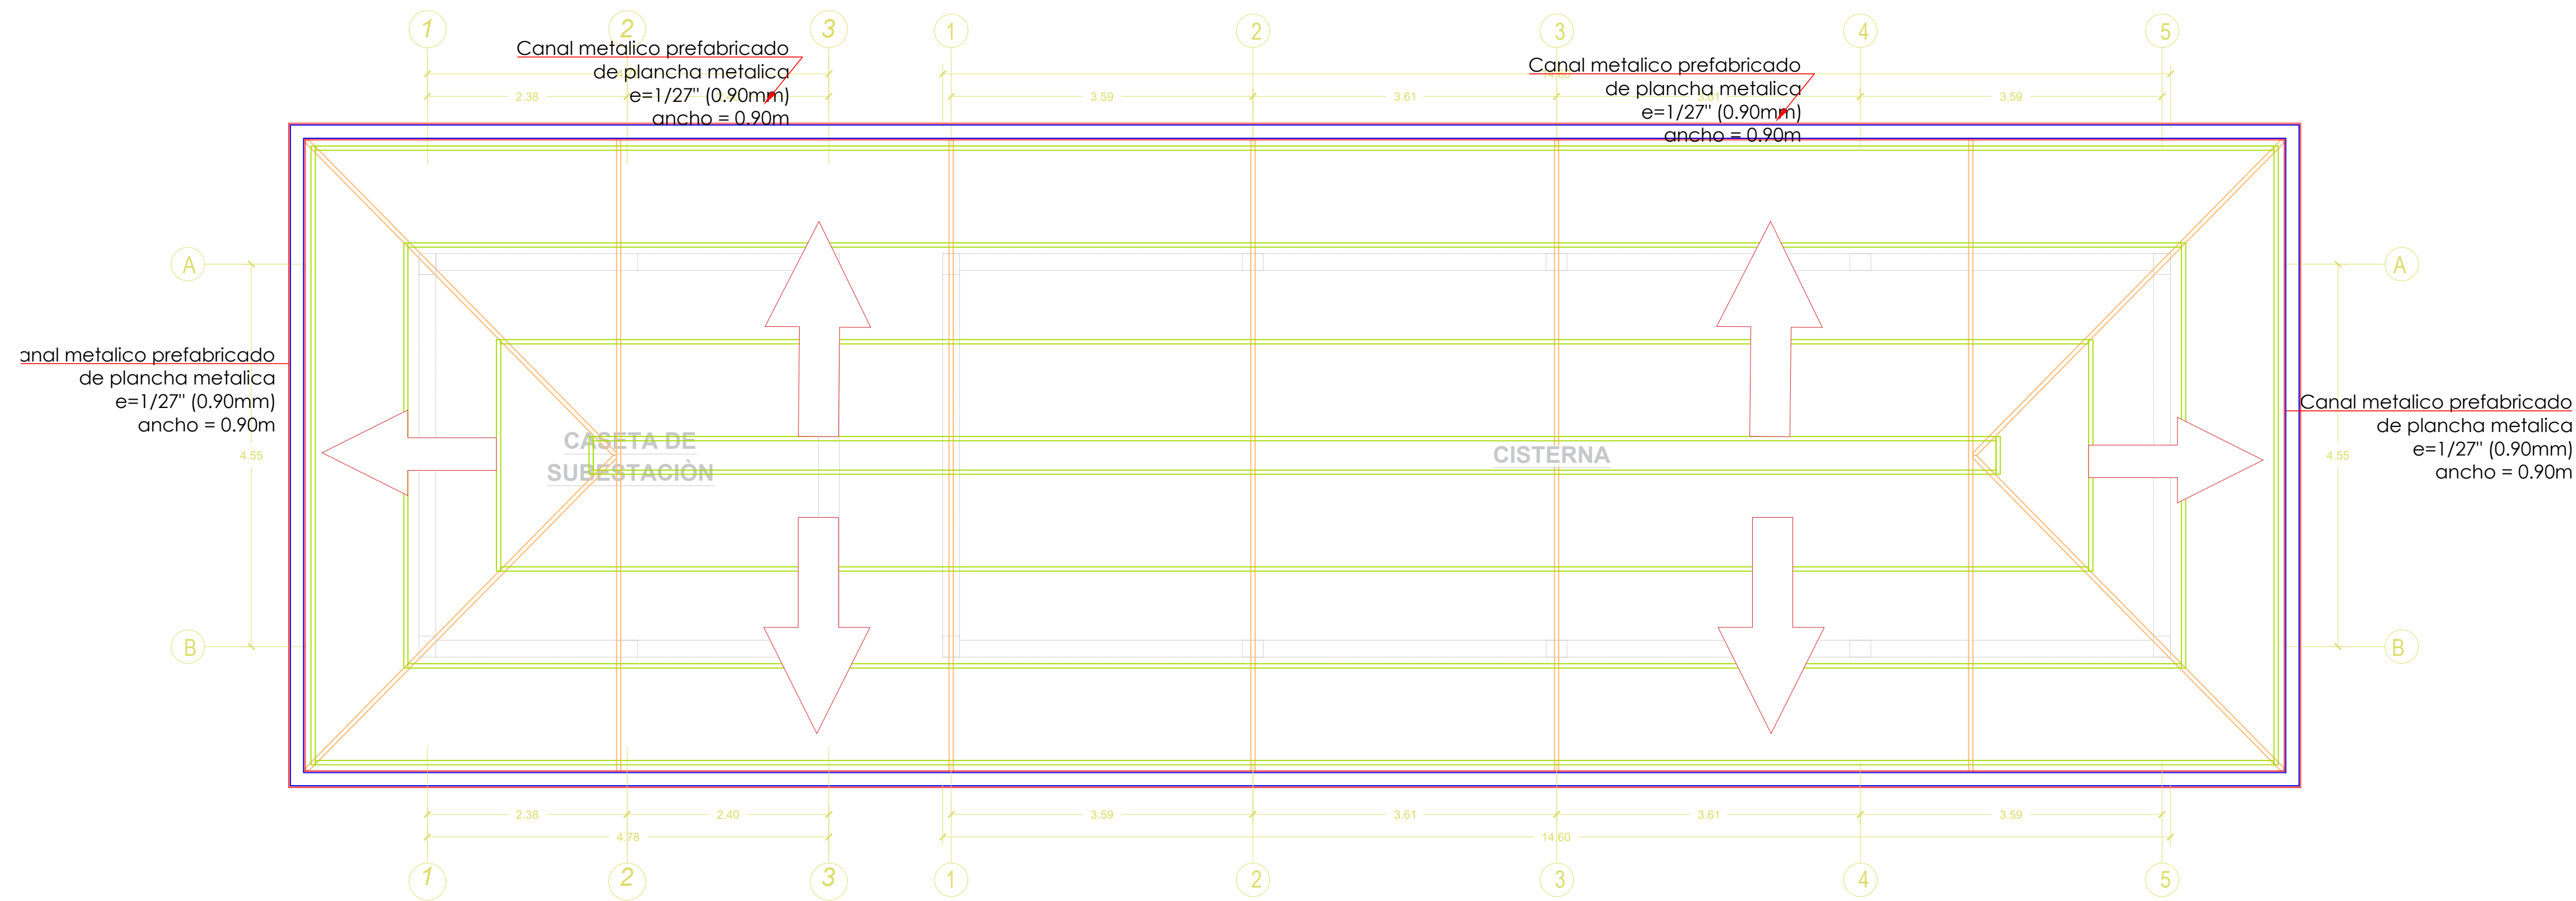 1 2 3 1 2 3 4 5
Canal metalico prefabricado
de plancha metalica
e=1/27" (0.90mm)
ancho = 0.90m
Canal metalico prefabricado
de plancha metalica
e=1/27" (0.90mm)
ancho = 0.90m
2.38 3.59 3.61 3.59
A A
anal metalico prefabricado
de plancha metalica
e=1/27" (0.90mm)
ancho = 0.90m
4.55
CASETA DE
SUBESTACIÒN
CISTERNA
Canal metalico prefabricado
de plancha metalica
e=1/27" (0.90mm)
ancho = 0.90m
4.55
B B
2.38 2.40 3.59 3.61 3.61 3.59
4.78 14.60
1 2 3 1 2 3 4 5